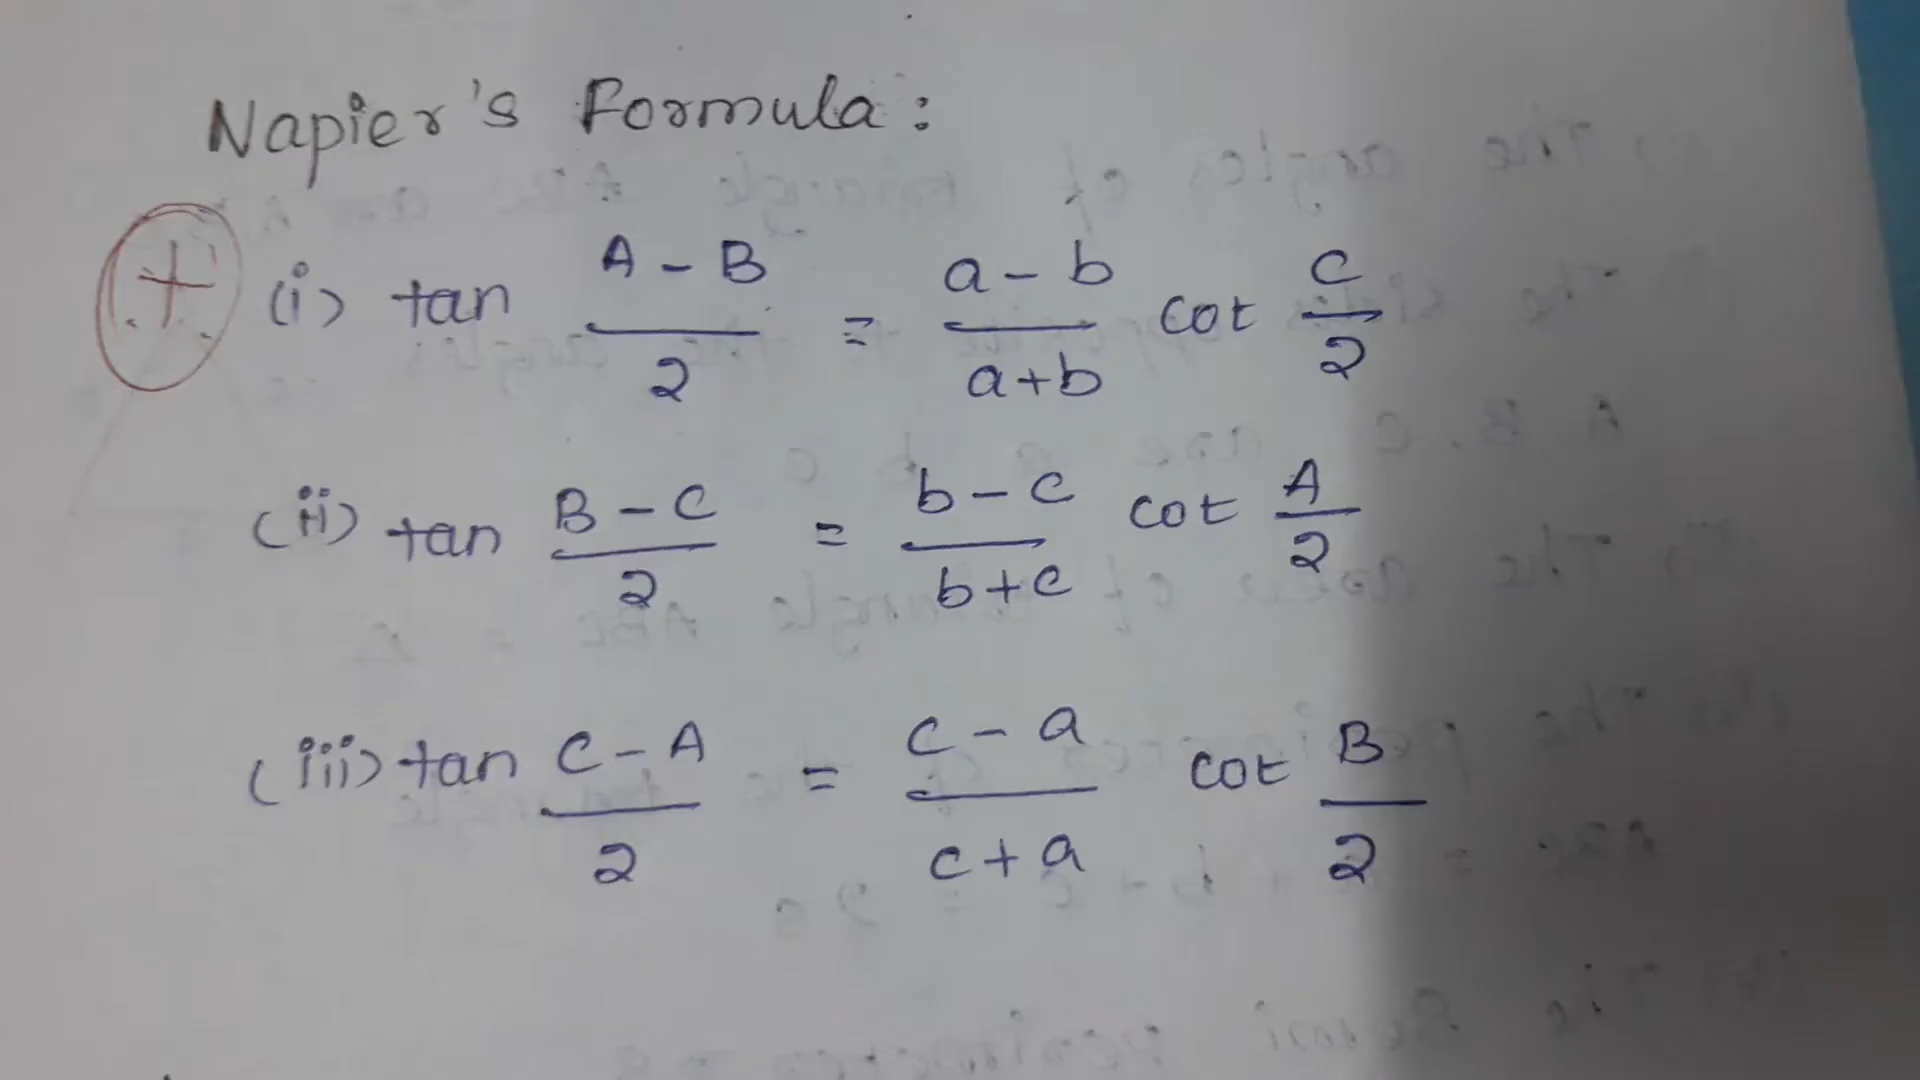 Napier's Formula:
+ (i) tan A - B / 2 = a - b / a+b cot C / 2
(ii) tan B - C / 2 = b - c / b+c cot A / 2
(iii) tan C - A / 2 = c - a / c+a cot B / 2